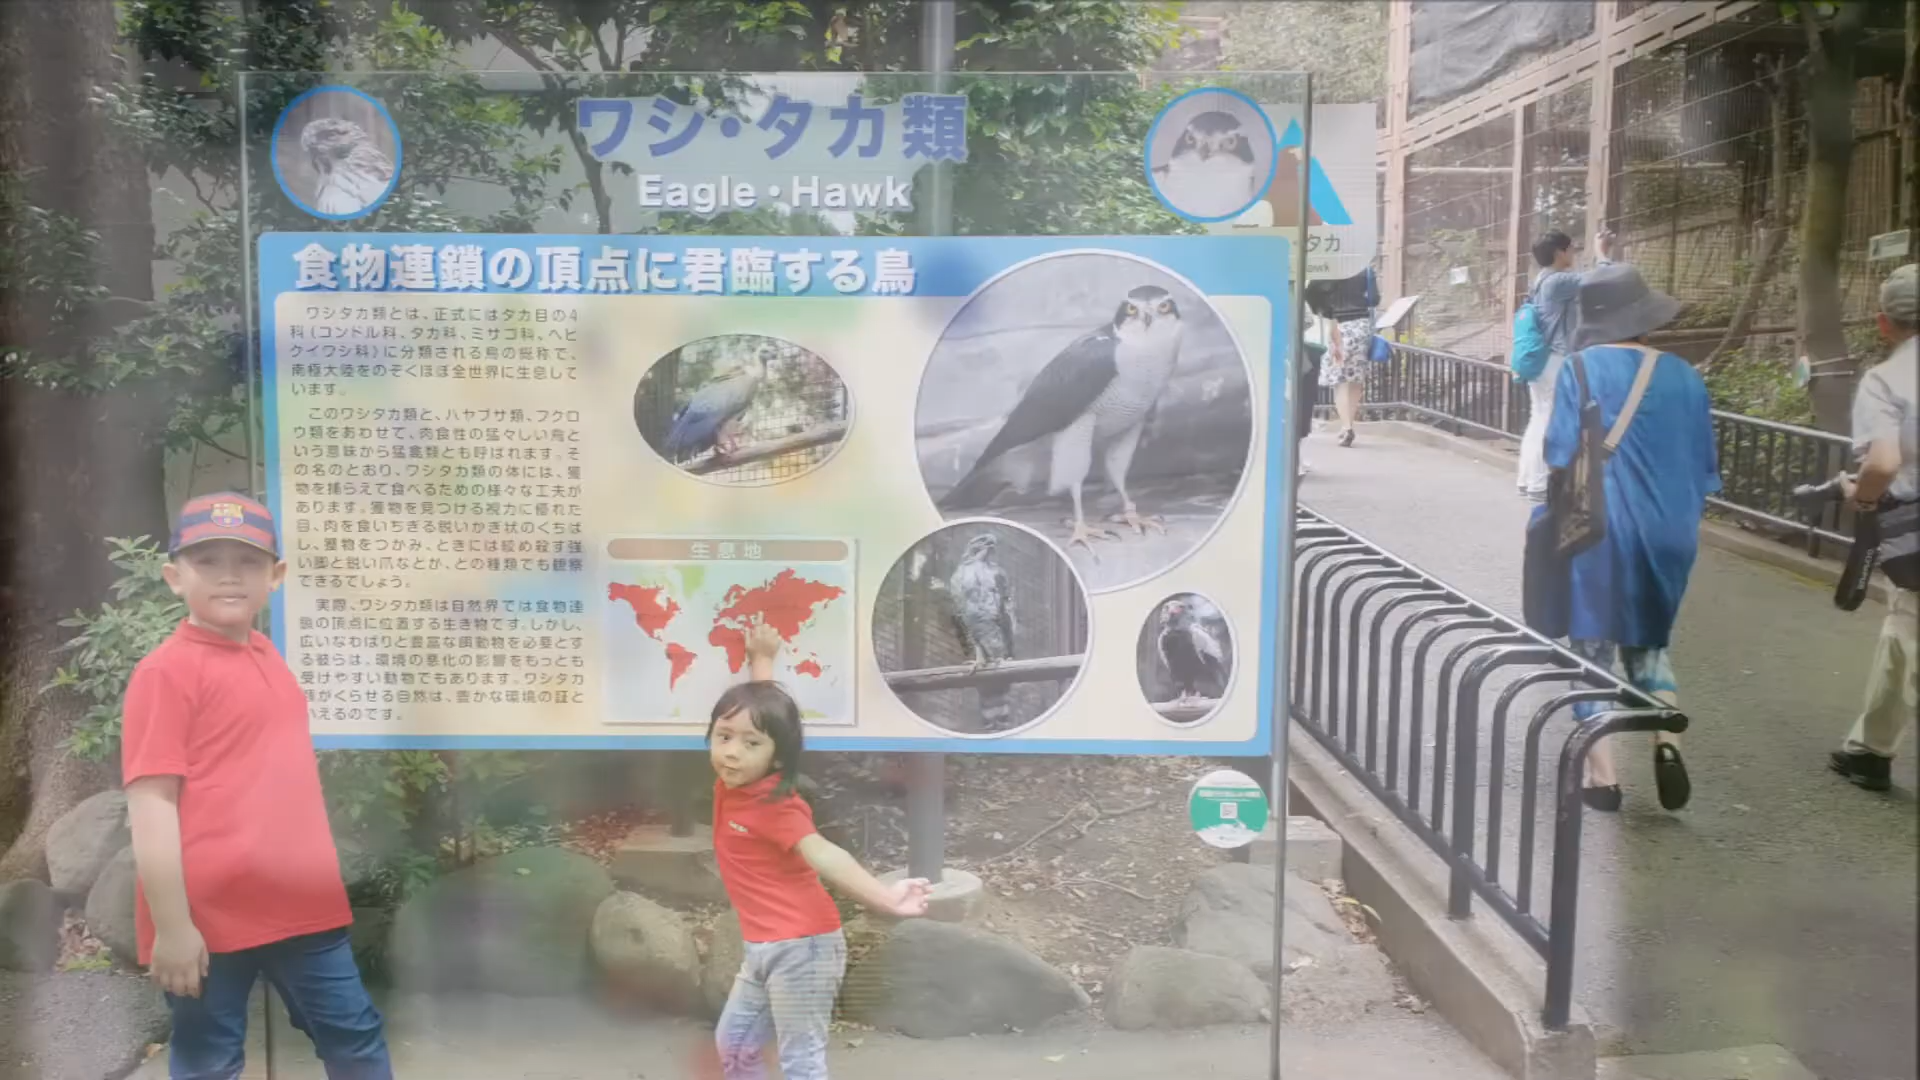 ワシ・タカ類
Eagle・Hawk
食物連鎖の頂点に君臨する鳥
ワシタカ類とは、正式にはタカ目の4
科（コンドル科、タカ科、ミサゴ科、ヘビ
クイワシ科）に分類される鳥の総称で、
南極大陸をのぞくほぼ全世界に生息して
います。
このワシタカ類と、ハヤブサ類、フクロ
ウ類をあわせて、肉食性の猛々しい鳥と
いう意味から猛禽類とも呼ばれます。そ
の名のとおり、ワシタカ類の体には、獲
物を捕らえて食べるための様々な工夫が
あります。獲物を見つける視力に優れた
目、肉を食いちぎる鋭いかぎ状のくちば
し、獲物をつかみ、ときには絞め殺す強
い脚と鋭い爪などが、どの種類でも観察
できるでしょう。
実際、ワシタカ類は自然界では食物連
鎖の頂点に位置する生き物です。しかし、
広いなわばりと豊富な餌動物を必要とす
る彼らは、環境の悪化の影響をもっとも
受けやすい動物でもあります。ワシタカ
類がくらせる自然は、豊かな環境の証と
いえるのです。
生息地
・タカ
awk